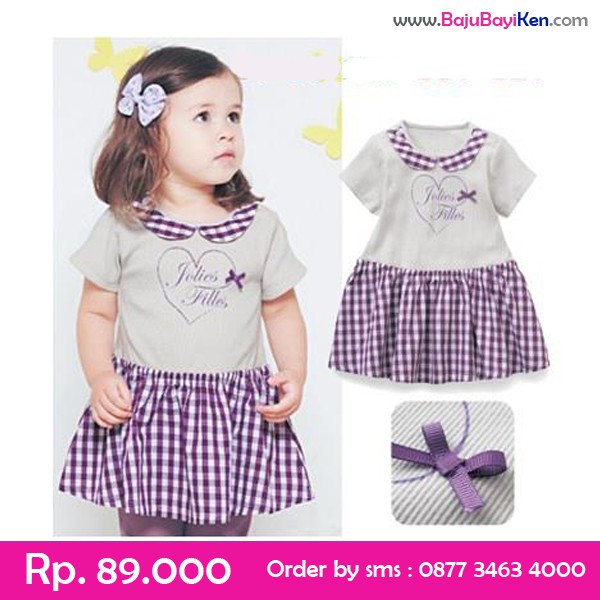 www.BajuBayiKen.com
Jolies
Filles
Jolies
Filles
Rp. 89.000
Order by sms : 0877 3463 4000